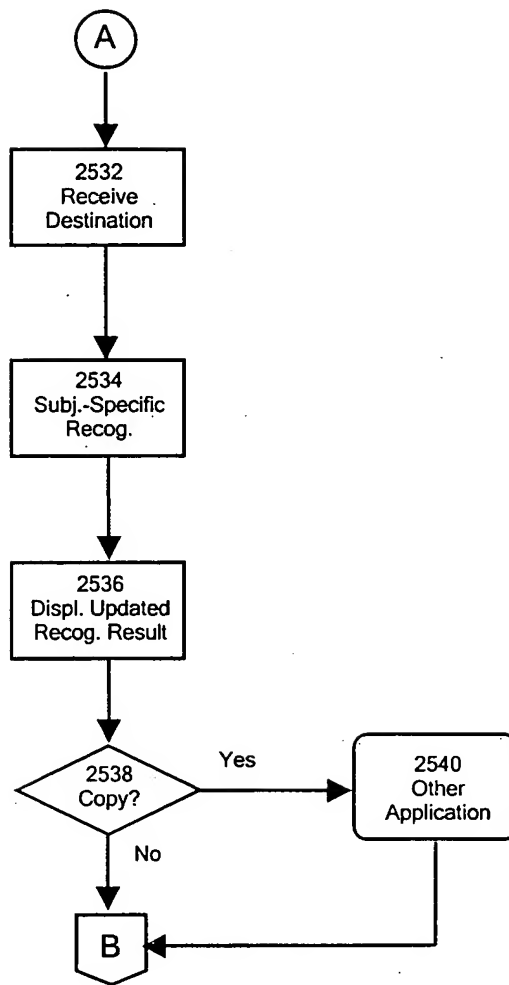 A
2532
Receive
Destination
2534
Subj.-Specific
Recog.
2536
Displ. Updated
Recog. Result
2538
Copy?
Yes
2540
Other
Application
No
B